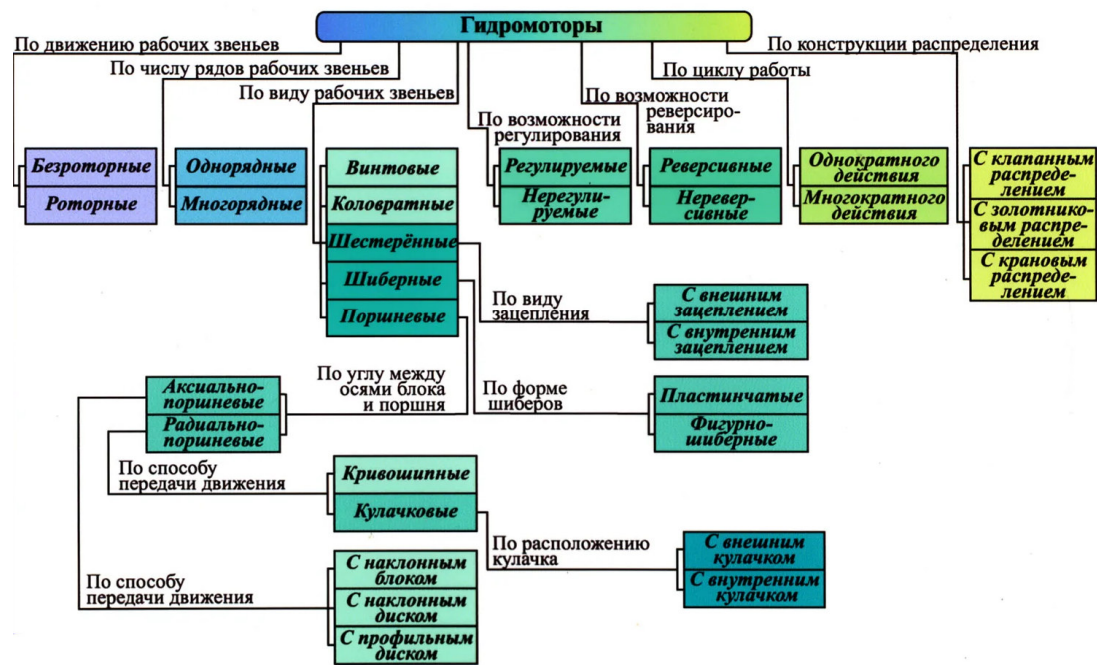 Гидромоторы
По движению рабочих звеньев
По конструкции распределения
По числу рядов рабочих звеньев
По циклу работы
По виду рабочих звеньев
По возможности
реверсиро-
вания
По возможности
регулирования
Безроторные
Роторные
Однорядные
Многорядные
Винтовые
Коловратные
Шестерённые
Шиберные
Поршневые
Регулируемые
Нерегули-
руемые
Реверсивные
Неревер-
сивные
Однократного
действия
Многократного
действия
С клапанным
распреде-
лением
С золотнико-
вым распре-
делением
С крановым
распреде-
лением
По виду
зацепления
С внешним
зацеплением
С внутренним
зацеплением
По углу между
осями блока
и поршня
По форме
шиберов
Пластинчатые
Фигурно-
шиберные
Аксиально-
поршневые
Радиально-
поршневые
По способу
передачи движения
Кривошипные
Кулачковые
По расположению
кулачка
С внешним
кулачком
С внутренним
кулачком
По способу
передачи движения
С наклонным
блоком
С наклонным
диском
С профильным
диском